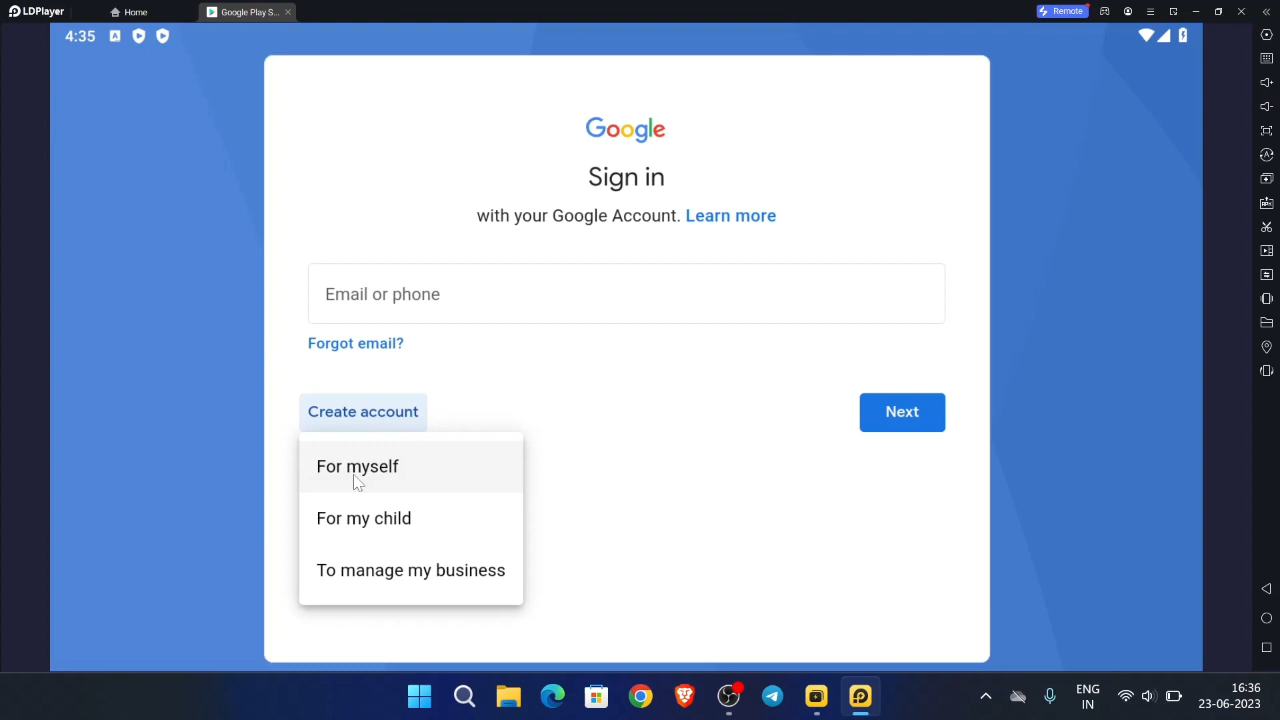 LDPlayer
Home
Google Play S...
Remote
4:35
Google
Sign in
with your Google Account. Learn more
Email or phone
Forgot email?
Create account
Next
For myself
For my child
To manage my business
ENG
IN
16:36
23-06-2023